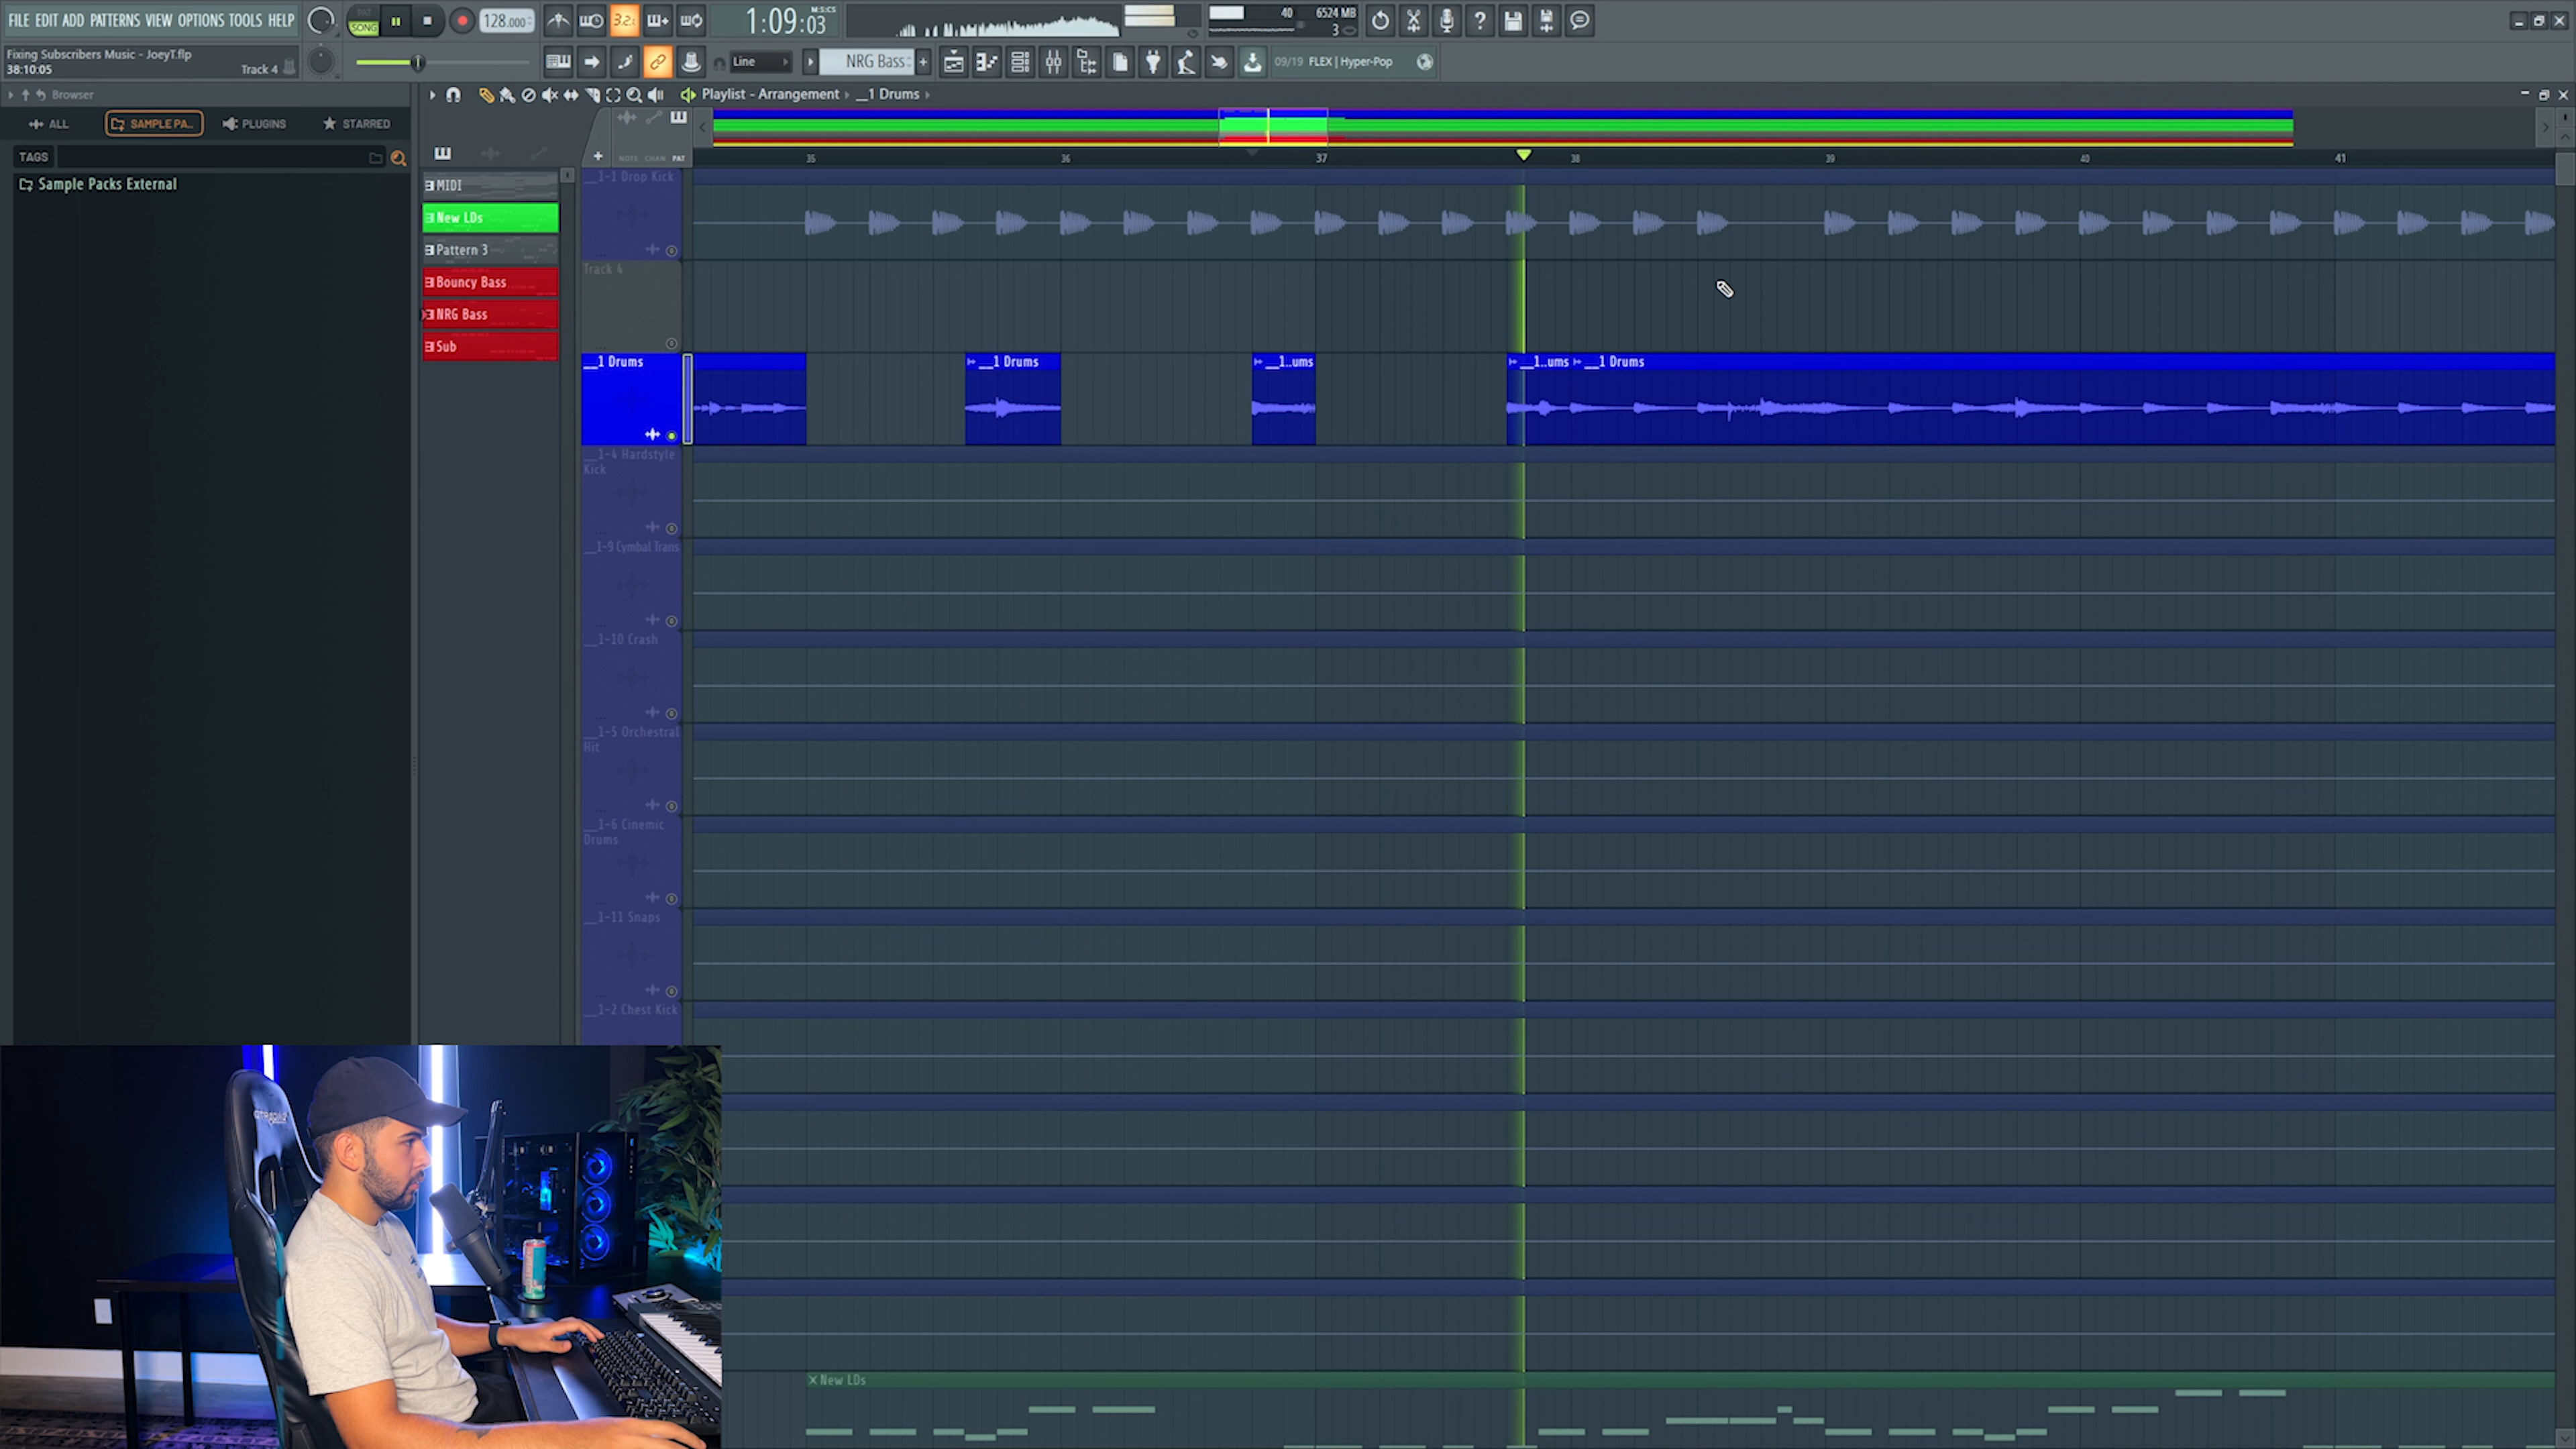 FILE EDIT ADD PATTERNS VIEW OPTIONS TOOLS HELP
PAT
SONG
128.000
3.2.
1:09:03
M:S:CS
40
6524 MB
3
Fixing Subscribers Music - JoeyT.flp
38:10:05
Track 4
Line
NRG Bass
09/19 FLEX | Hyper-Pop
Browser
Playlist - Arrangement
__1 Drums
ALL
SAMPLE PA..
PLUGINS
STARRED
TAGS
NOTE CHAN PAT
35
36
37
38
39
40
41
Sample Packs External
MIDI
New LDs
Pattern 3
Bouncy Bass
NRG Bass
Sub
__1-1 Drop Kick
Track 4
__1 Drums
__1 Drums
__1..ums
__1..ums
__1 Drums
__1-4 Hardstyle
Kick
__1-9 Cymbal Trans
__1-10 Crash
__1-5 Orchestral
Hit
__1-6 Cinemic
Drums
__1-11 Snaps
__1-2 Chest Kick
New LDs